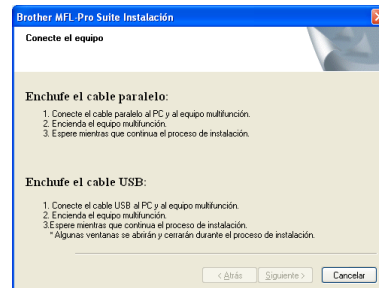 Brother MFL-Pro Suite Instalación
Conecte el equipo
Enchufe el cable paralelo:
1. Conecte el cable paralelo al PC y al equipo multifunción.
2. Encienda el equipo multifunción.
3. Espere mientras que continua el proceso de instalación.
Enchufe el cable USB:
1. Conecte el cable USB al PC y al equipo multifunción.
2. Encienda el equipo multifunción.
3.Espere mientras que continua el proceso de instalación.
* Algunas ventanas se abrirán y cerrarán durante el proceso de instalación.
< Atrás Siguiente > Cancelar